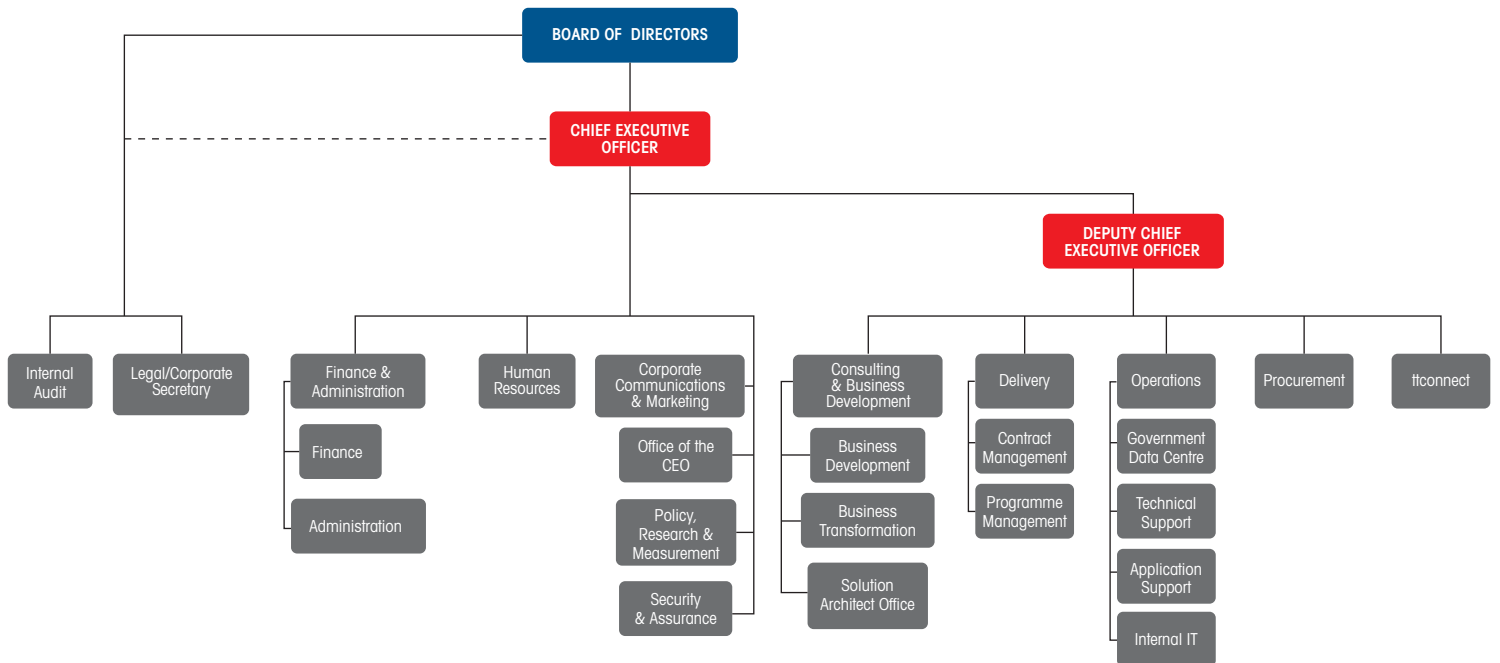 BOARD OF DIRECTORS
CHIEF EXECUTIVE
OFFICER
DEPUTY CHIEF
EXECUTIVE OFFICER
Internal
Audit
Legal/Corporate
Secretary
Finance &
Administration
Finance
Administration
Human
Resources
Corporate
Communications
& Marketing
Office of the
CEO
Policy,
Research &
Measurement
Security
& Assurance
Consulting
& Business
Development
Business
Development
Business
Transformation
Solution
Architect Office
Delivery
Contract
Management
Programme
Management
Operations
Government
Data Centre
Technical
Support
Application
Support
Internal IT
Procurement
ttconnect